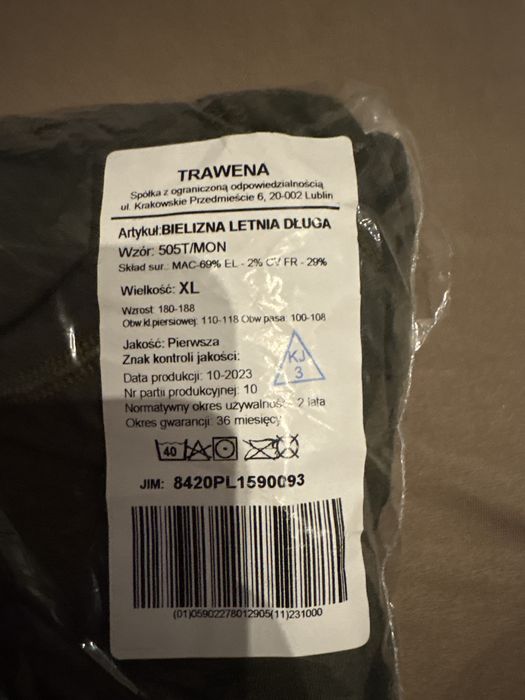 TRAWENA
Spółka z ograniczoną odpowiedzialnością
ul. Krakowskie Przedmieście 6, 20-002 Lublin
Artykuł:BIELIZNA LETNIA DŁUGA
Wzór: 505T/MON
Skład sur.: MAC-69% EL - 2% CV FR - 29%
Wielkość: XL
Wzrost 180-188
Obw.kl.piersiowej: 110-118 Obw.pasa: 100-108
Jakość: Pierwsza
Znak kontroli jakości:
KJ
3
Data produkcji: 10-2023
Nr partii produkcyjnej: 10
Normatywny okres używalności: 2 lata
Okres gwarancji: 36 miesięcy
40
JIM: 8420PL1590093
(01)05902278012905(11)231000